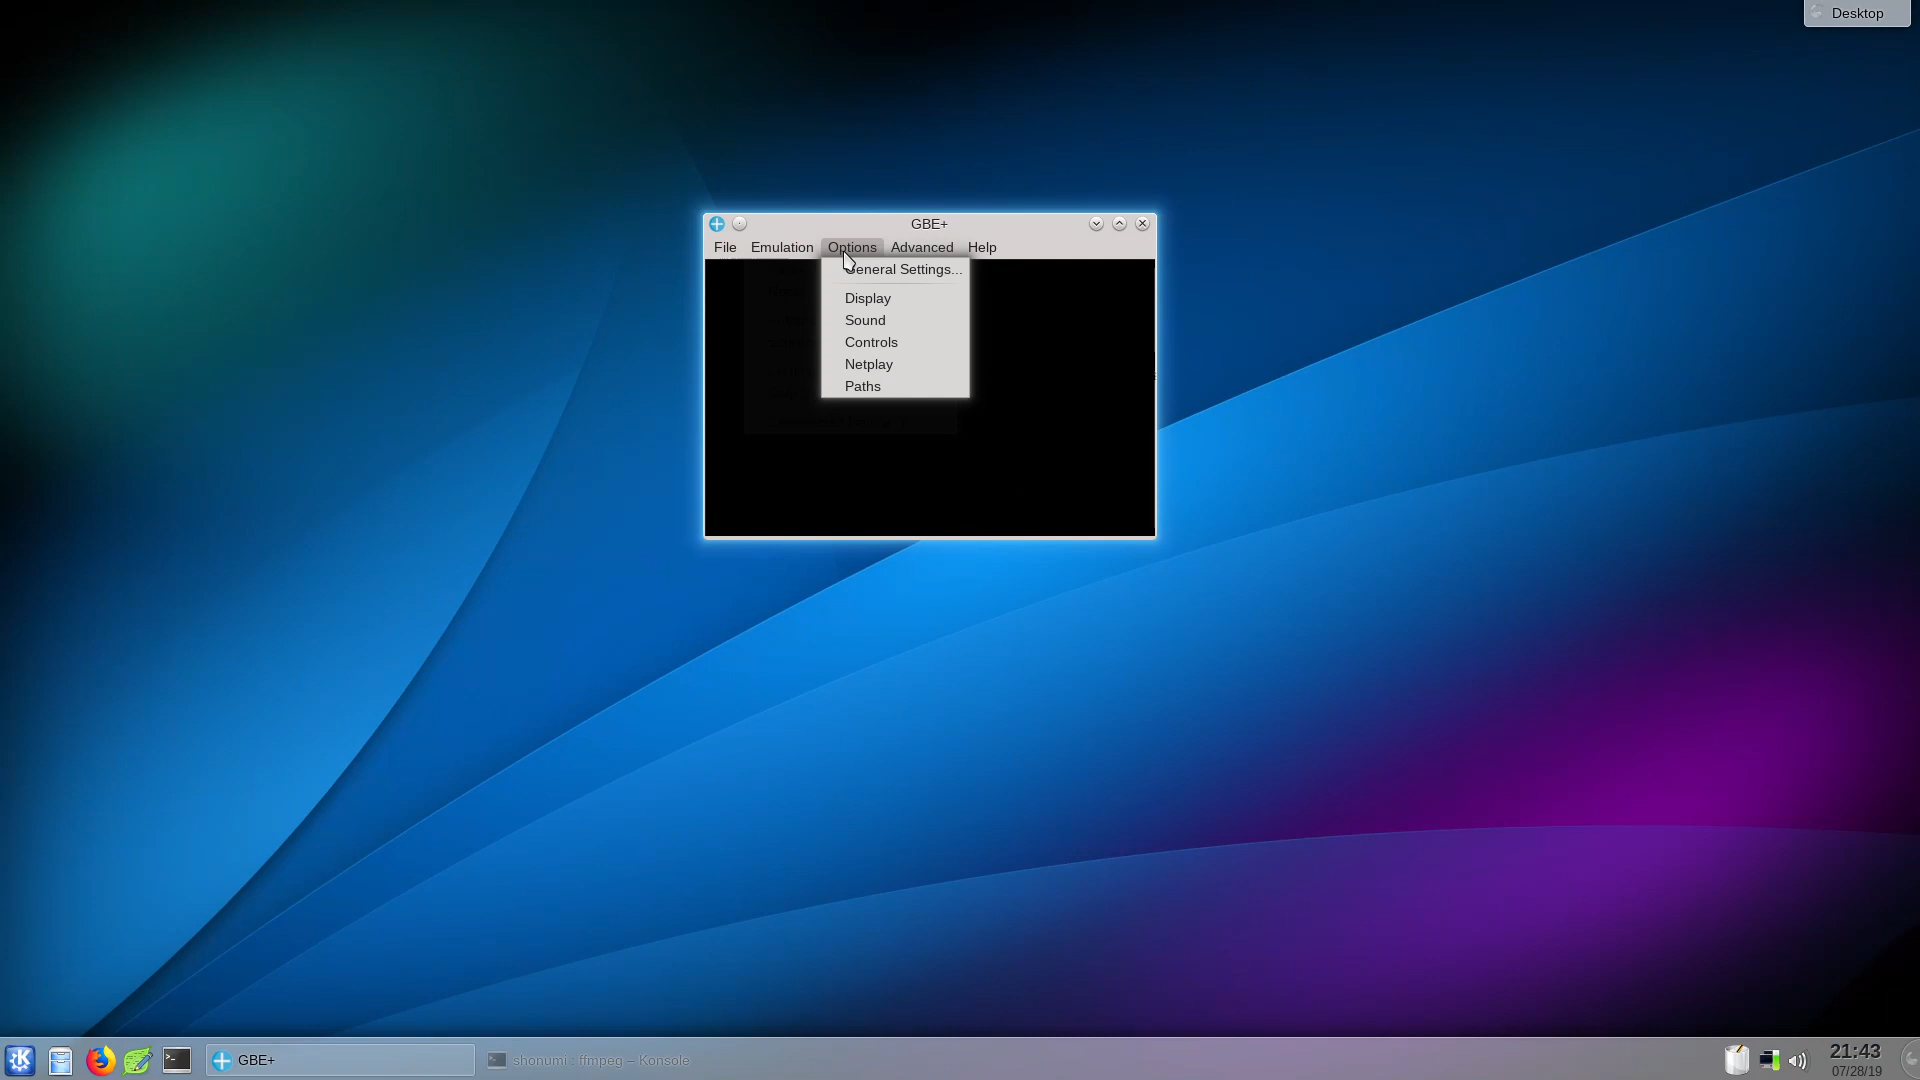 Desktop
GBE+
File Emulation Options Advanced Help
General Settings...
Display
Sound
Controls
Netplay
Paths
GBE+
shonumi : ffmpeg – Konsole
21:43
07/28/19